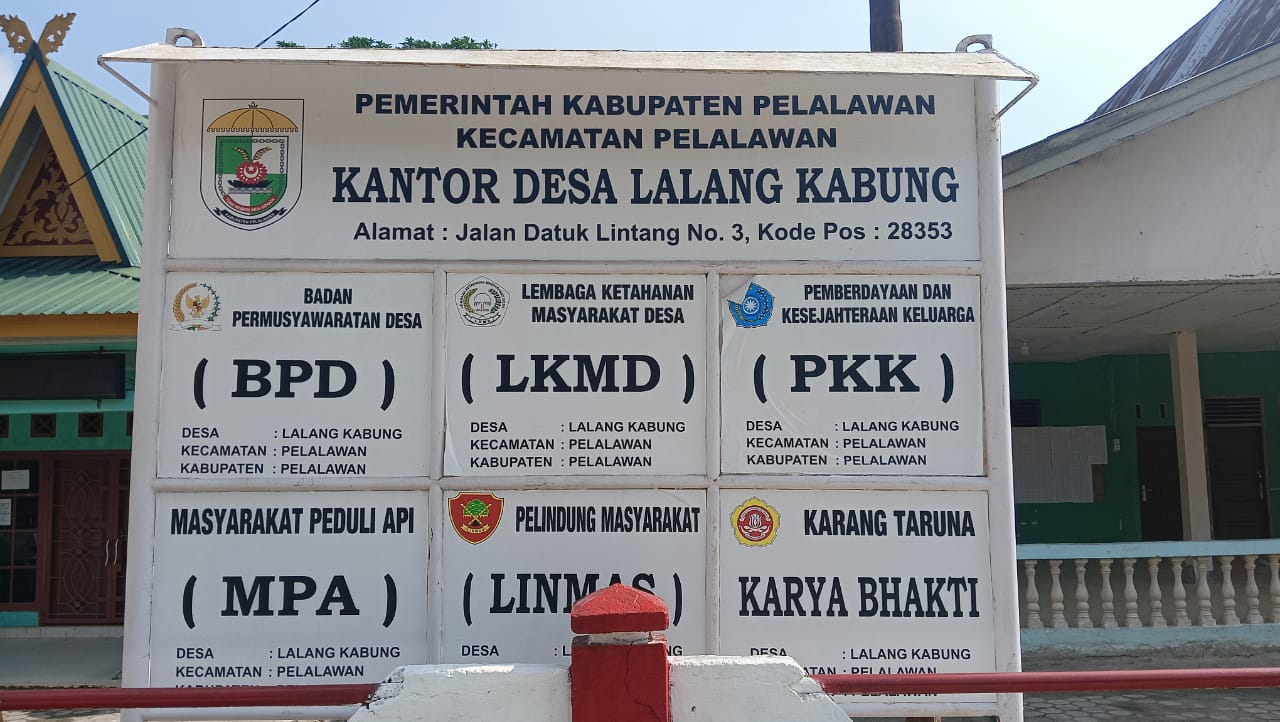 PEMERINTAH KABUPATEN PELALAWAN
KECAMATAN PELALAWAN
KANTOR DESA LALANG KABUNG
Alamat : Jalan Datuk Lintang No. 3, Kode Pos : 28353
BADAN
PERMUSYAWARATAN DESA
( BPD )
DESA : LALANG KABUNG
KECAMATAN : PELALAWAN
KABUPATEN : PELALAWAN
LEMBAGA KETAHANAN
MASYARAKAT DESA
( LKMD )
DESA : LALANG KABUNG
KECAMATAN : PELALAWAN
KABUPATEN : PELALAWAN
PEMBERDAYAAN DAN
KESEJAHTERAAN KELUARGA
( PKK )
DESA : LALANG KABUNG
KECAMATAN : PELALAWAN
KABUPATEN : PELALAWAN
MASYARAKAT PEDULI API
( MPA )
DESA : LALANG KABUNG
KECAMATAN : PELALAWAN
KABUPATEN
PELINDUNG MASYARAKAT
( LINMAS )
DESA
KARANG TARUNA
KARYA BHAKTI
DESA : LALANG KABUNG
: PELALAWAN